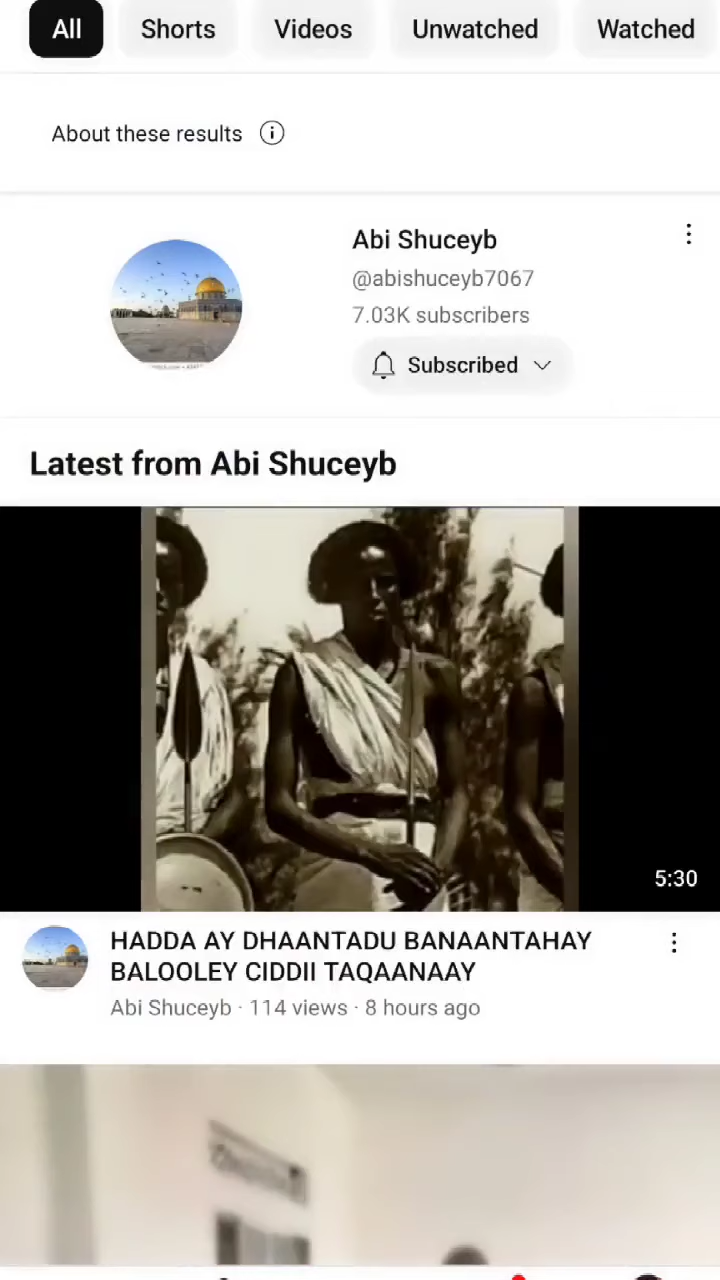 All
Shorts
Videos
Unwatched
Watched
About these results
Abi Shuceyb
@abishuceyb7067
7.03K subscribers
Subscribed
Latest from Abi Shuceyb
5:30
HADDA AY DHAANTADU BANAANTAHAY
BALOOLEY CIDDII TAQAANAAY
Abi Shuceyb · 114 views · 8 hours ago